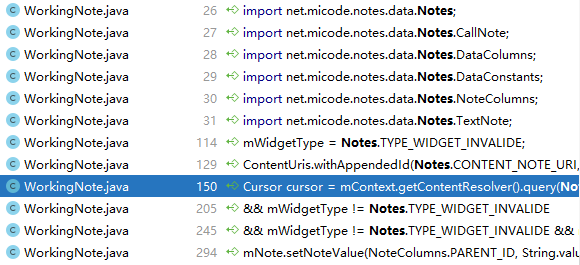 WorkingNote.java 26 import net.micode.notes.data.Notes;
WorkingNote.java 27 import net.micode.notes.data.Notes.CallNote;
WorkingNote.java 28 import net.micode.notes.data.Notes.DataColumns;
WorkingNote.java 29 import net.micode.notes.data.Notes.DataConstants;
WorkingNote.java 30 import net.micode.notes.data.Notes.NoteColumns;
WorkingNote.java 31 import net.micode.notes.data.Notes.TextNote;
WorkingNote.java 114 mWidgetType = Notes.TYPE_WIDGET_INVALIDE;
WorkingNote.java 129 ContentUris.withAppendedId(Notes.CONTENT_NOTE_URI,
WorkingNote.java 150 Cursor cursor = mContext.getContentResolver().query(No
WorkingNote.java 205 && mWidgetType != Notes.TYPE_WIDGET_INVALIDE
WorkingNote.java 245 && mWidgetType != Notes.TYPE_WIDGET_INVALIDE &&
WorkingNote.java 294 mNote.setNoteValue(NoteColumns.PARENT_ID, String.value